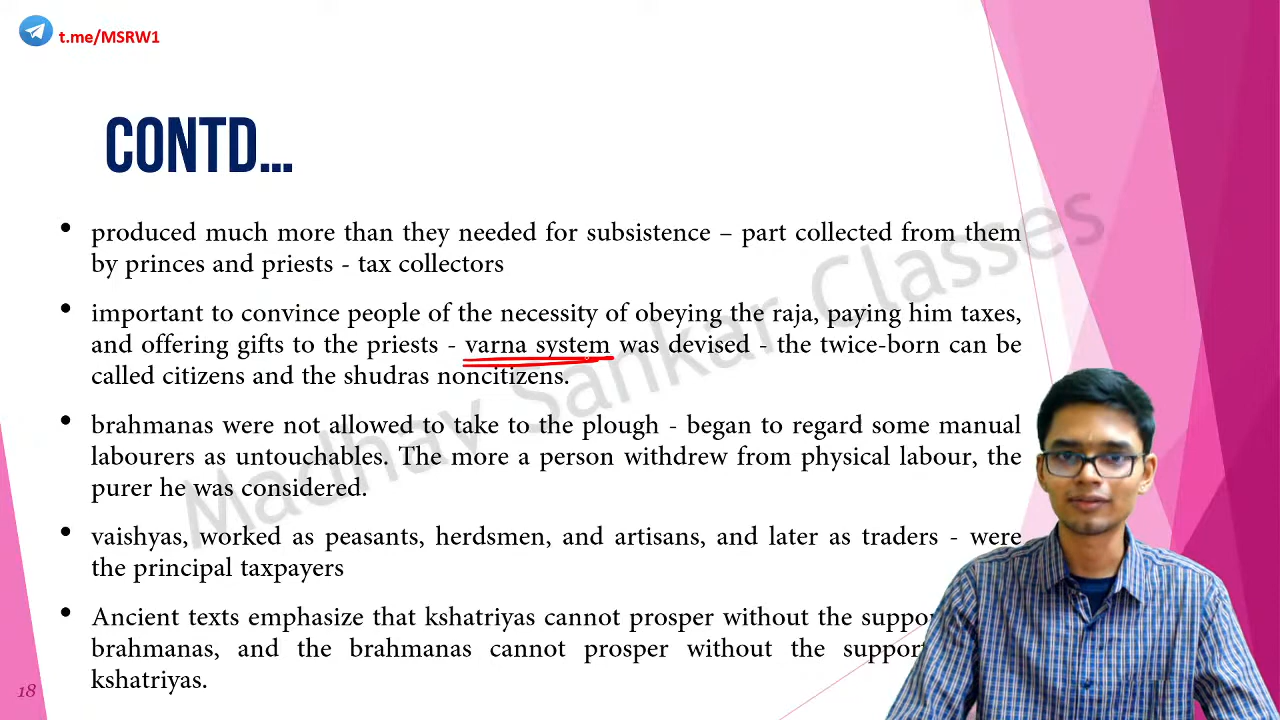 t.me/MSRW1
CONTD...
• produced much more than they needed for subsistence – part collected from them
by princes and priests - tax collectors
• important to convince people of the necessity of obeying the raja, paying him taxes,
and offering gifts to the priests - varna system was devised - the twice-born can be
called citizens and the shudras noncitizens.
• brahmanas were not allowed to take to the plough - began to regard some manual
labourers as untouchables. The more a person withdrew from physical labour, the
purer he was considered.
• vaishyas, worked as peasants, herdsmen, and artisans, and later as traders - were
the principal taxpayers
• Ancient texts emphasize that kshatriyas cannot prosper without the
brahmanas, and the brahmanas cannot prosper without the
kshatriyas.
Madhav Sankar Classes
18